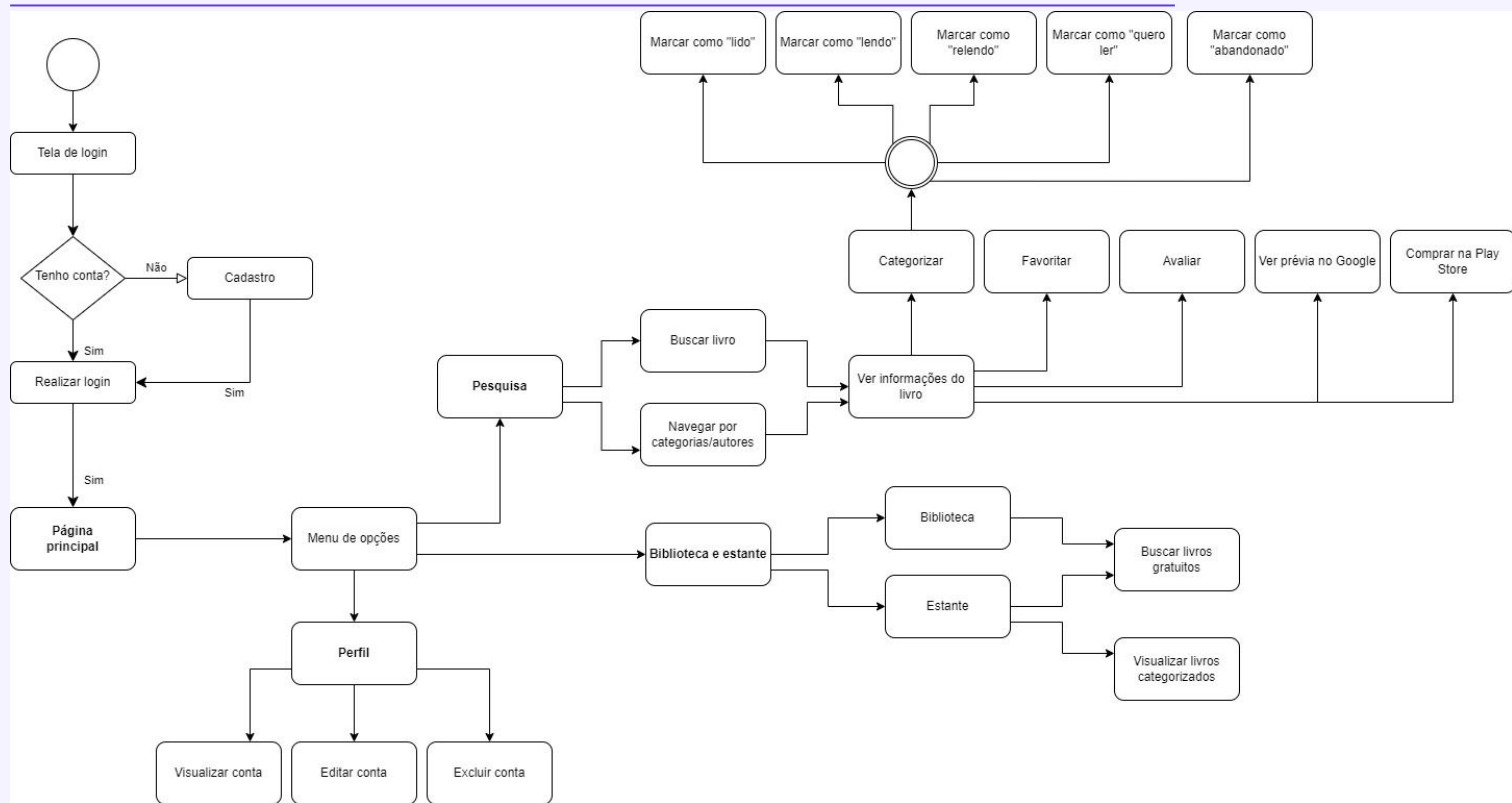 Marcar como "lido"
Marcar como "lendo"
Marcar como
"relendo"
Marcar como "quero
ler"
Marcar como
"abandonado"
Tela de login
Tenho conta?
Não
Cadastro
Sim
Realizar login
Sim
Sim
Página
principal
Menu de opções
Pesquisa
Buscar livro
Navegar por
categorias/autores
Ver informações do
livro
Categorizar
Favoritar
Avaliar
Ver prévia no Google
Comprar na Play
Store
Biblioteca e estante
Biblioteca
Estante
Buscar livros
gratuitos
Visualizar livros
categorizados
Perfil
Visualizar conta
Editar conta
Excluir conta